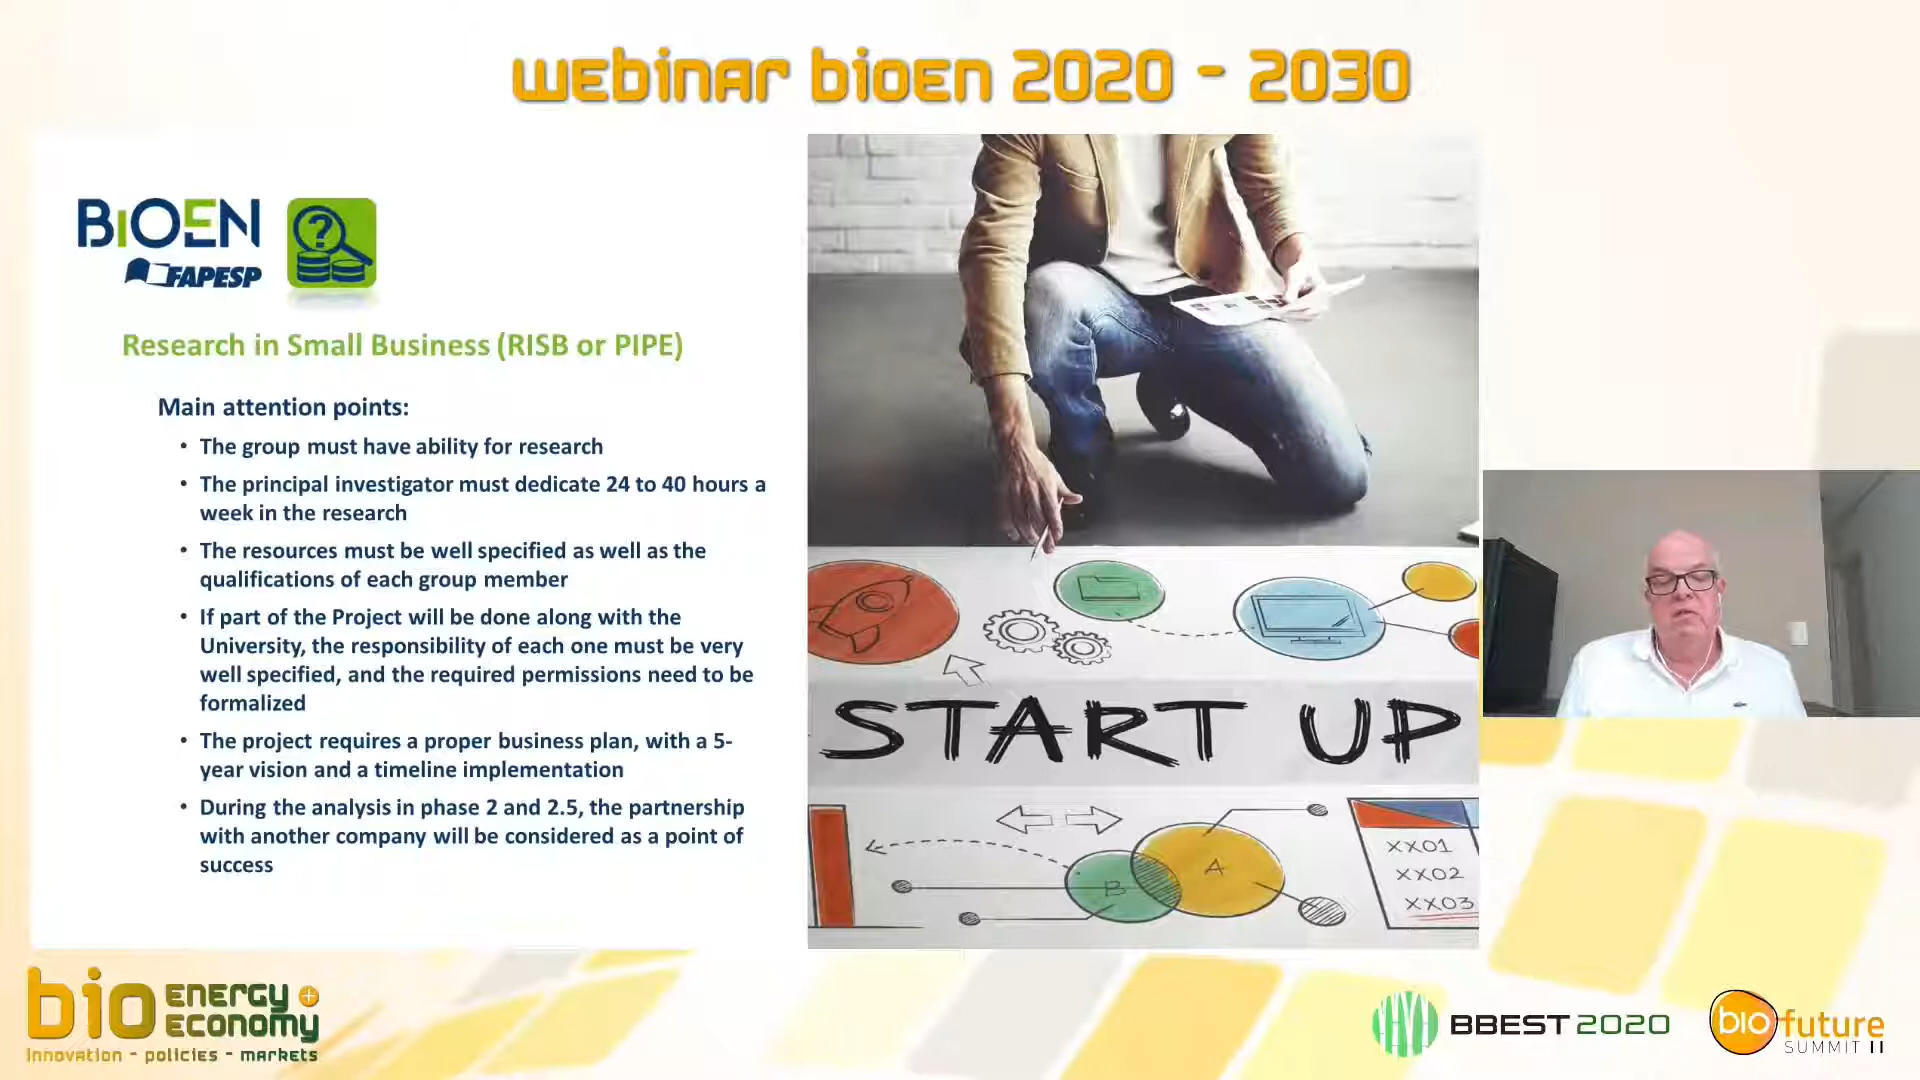 webinar bioen 2020 - 2030
BiOEN
FAPESP
?
Research in Small Business (RISB or PIPE)
Main attention points:
• The group must have ability for research
• The principal investigator must dedicate 24 to 40 hours a
week in the research
• The resources must be well specified as well as the
qualifications of each group member
• If part of the Project will be done along with the
University, the responsibility of each one must be very
well specified, and the required permissions need to be
formalized
• The project requires a proper business plan, with a 5-
year vision and a timeline implementation
• During the analysis in phase 2 and 2.5, the partnership
with another company will be considered as a point of
success
START UP
B
A
XX01
XX02
XX03
bio ENERGY +
ECONOMY
innovation - policies - markets
BBEST 2020
bio future
SUMMIT II